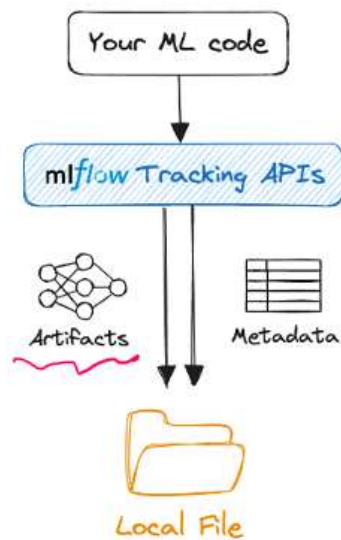 Your ML code
mlflow Tracking APIs
Artifacts
Metadata
Local File